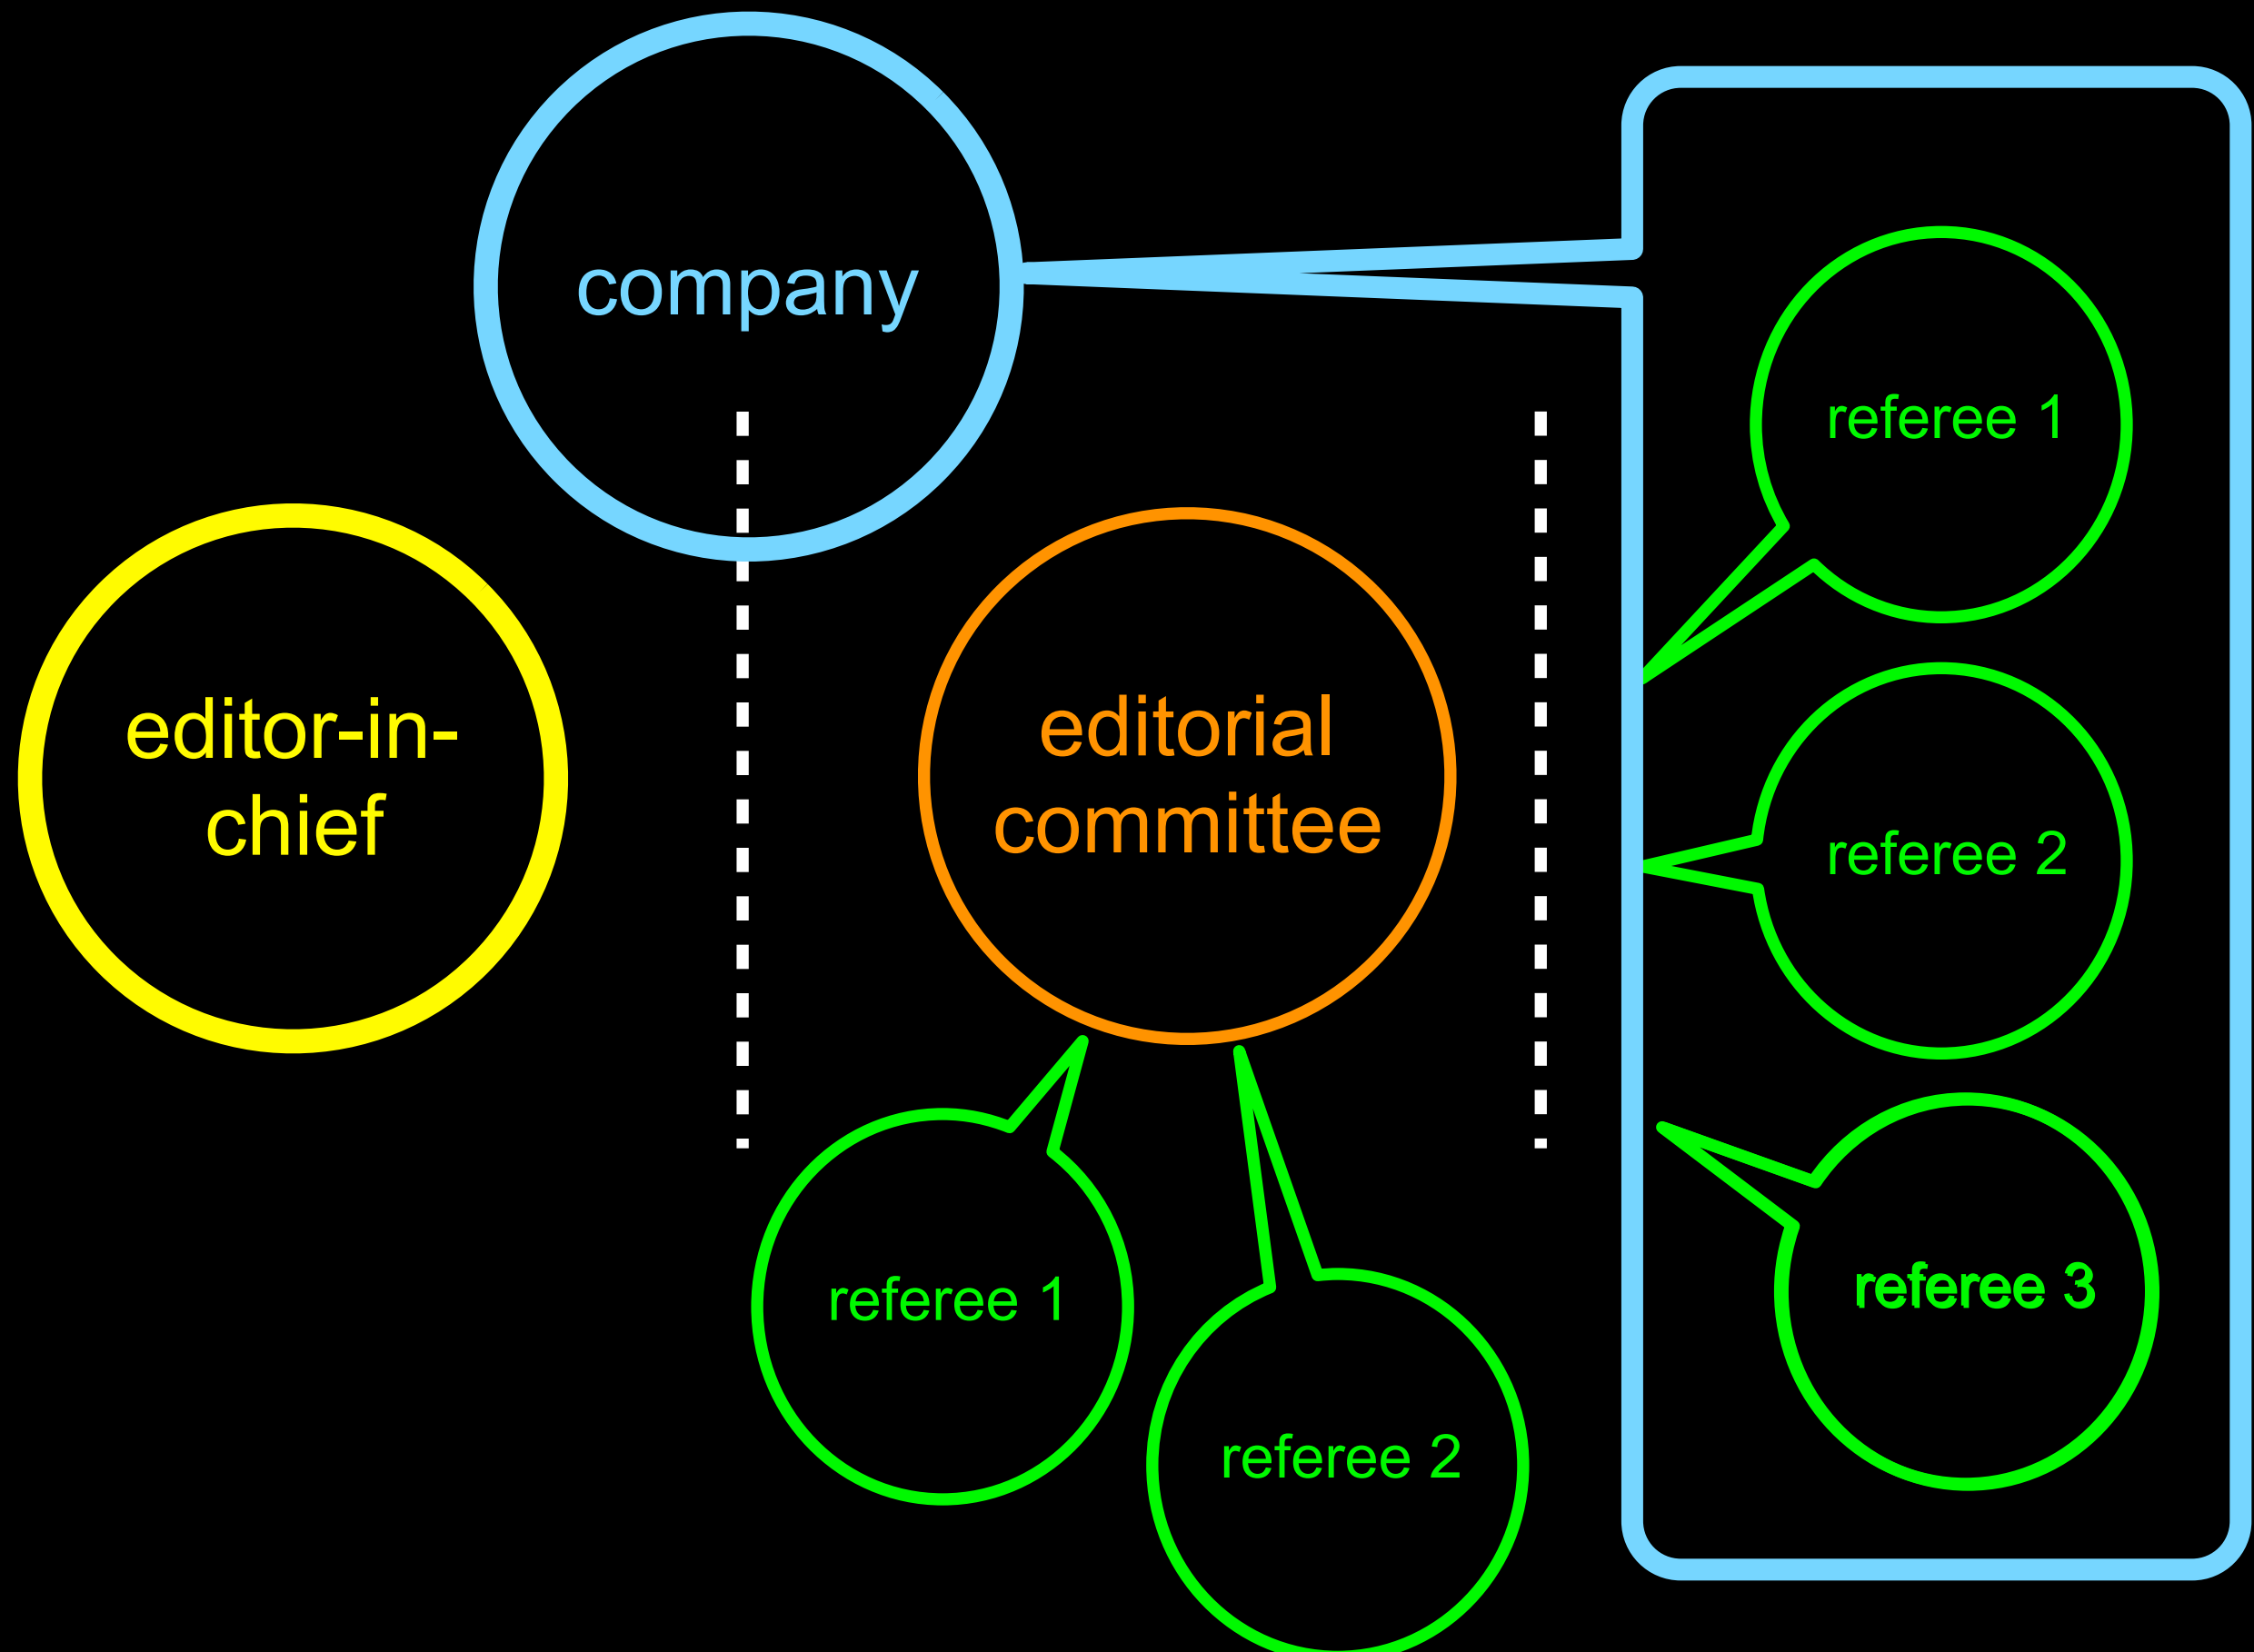 company
editor-in-
chief
editorial
committee
referee 1
referee 2
referee 1
referee 2
referee 3